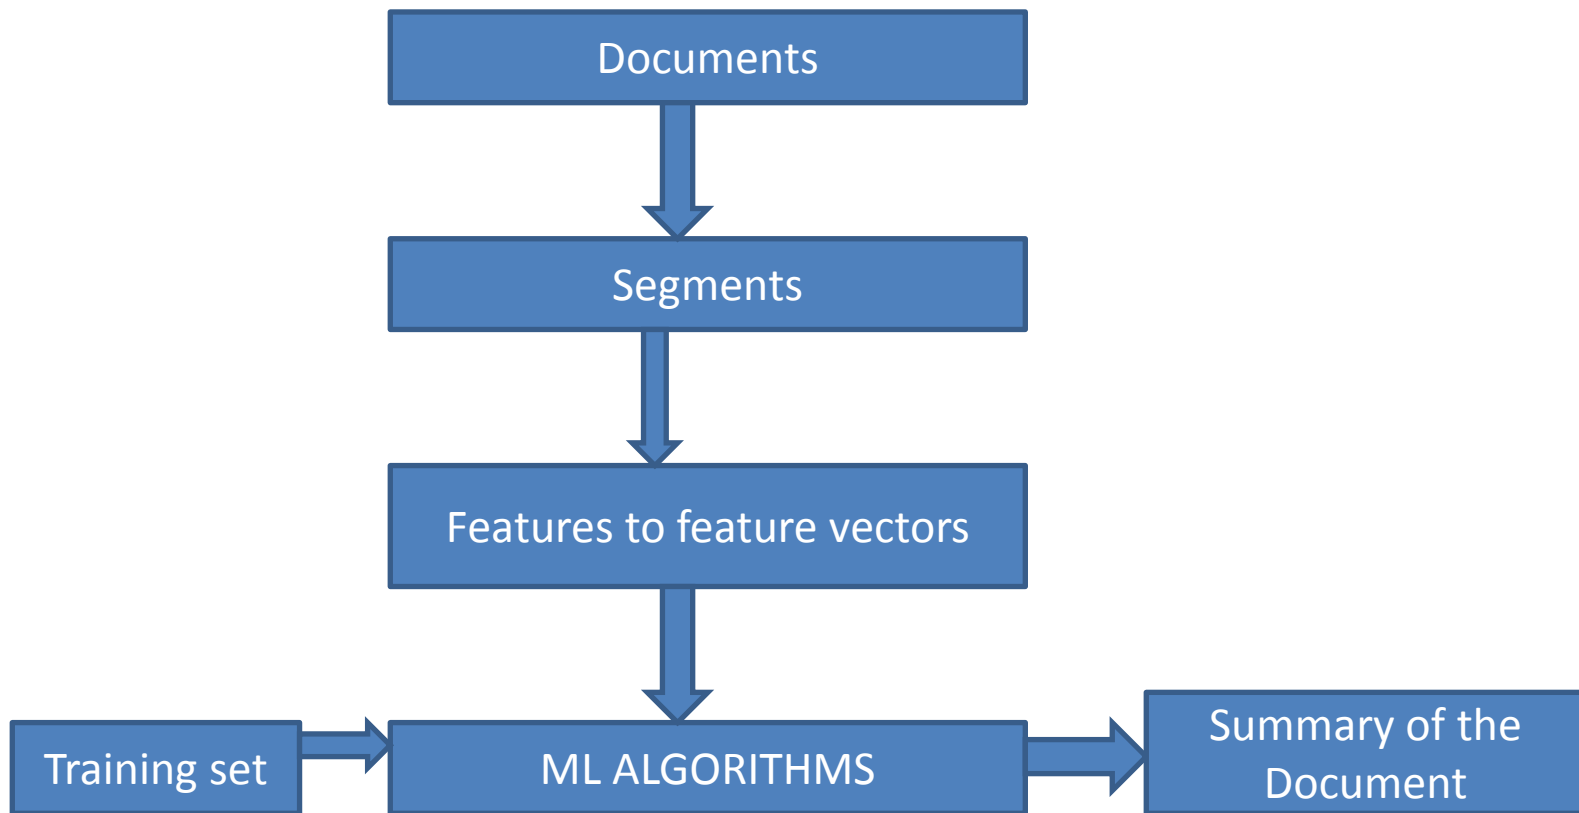 Documents
Segments
Features to feature vectors
Training set
ML ALGORITHMS
Summary of the
Document